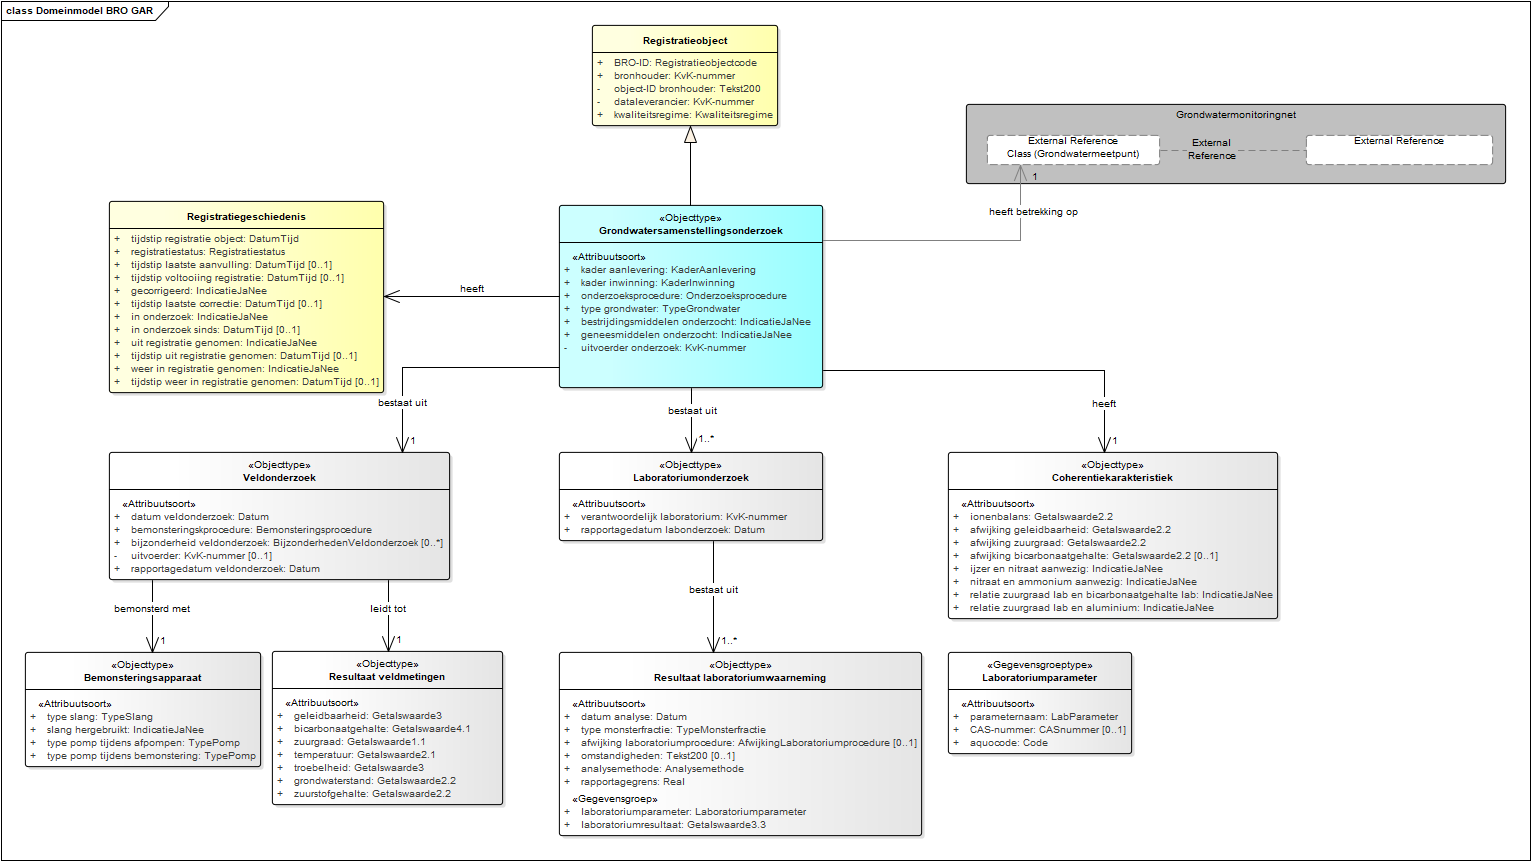 class Domeinmodel BRO GAR
Registratieobject
+ BRO-ID: Registratieobjectcode
+ bronhouder: KvK-nummer
- object-ID bronhouder: Tekst200
- dataleverancier: KvK-nummer
+ kwaliteitsregime: Kwaliteitsregime
Grondwatermonitoringnet
External Reference
Class (Grondwatermeetpunt)
External
Reference
External Reference
1
heeft betrekking op
Registratiegeschiedenis
+ tijdstip registratie object: DatumTijd
+ registratiestatus: Registratiestatus
+ tijdstip laatste aanvulling: DatumTijd [0..1]
+ tijdstip voltooiing registratie: DatumTijd [0..1]
+ gecorrigeerd: IndicatieJaNee
+ tijdstip laatste correctie: DatumTijd [0..1]
+ in onderzoek: IndicatieJaNee
+ in onderzoek sinds: DatumTijd [0..1]
+ uit registratie genomen: IndicatieJaNee
+ tijdstip uit registratie genomen: DatumTijd [0..1]
+ weer in registratie genomen: IndicatieJaNee
+ tijdstip weer in registratie genomen: DatumTijd [0..1]
heeft
«Objecttype»
Grondwatersamenstellingsonderzoek
«Attribuutsoort»
+ kader aanlevering: KaderAanlevering
+ kader inwinning: KaderInwinning
+ onderzoeksprocedure: Onderzoeksprocedure
+ type grondwater: TypeGrondwater
+ bestrijdingsmiddelen onderzocht: IndicatieJaNee
+ geneesmiddelen onderzocht: IndicatieJaNee
- uitvoerder onderzoek: KvK-nummer
bestaat uit
1
bestaat uit
1..*
heeft
1
«Objecttype»
Veldonderzoek
«Attribuutsoort»
+ datum veldonderzoek: Datum
+ bemonsteringskprocedure: Bemonsteringsprocedure
+ bijzonderheid veldonderzoek: BijzonderhedenVeldonderzoek [0..*]
- uitvoerder: KvK-nummer [0..1]
+ rapportagedatum veldonderzoek: Datum
«Objecttype»
Laboratoriumonderzoek
«Attribuutsoort»
+ verantwoordelijk laboratorium: KvK-nummer
+ rapportagedatum labonderzoek: Datum
«Objecttype»
Coherentiekarakteristiek
«Attribuutsoort»
+ ionenbalans: Getalswaarde2.2
+ afwijking geleidbaarheid: Getalswaarde2.2
+ afwijking zuurgraad: Getalswaarde2.2
+ afwijking bicarbonaatgehalte: Getalswaarde2.2 [0..1]
+ ijzer en nitraat aanwezig: IndicatieJaNee
+ nitraat en ammonium aanwezig: IndicatieJaNee
+ relatie zuurgraad lab en bicarbonaatgehalte lab: IndicatieJaNee
+ relatie zuurgraad lab en aluminium: IndicatieJaNee
bemonsterd met
1
leidt tot
1
bestaat uit
1..*
«Objecttype»
Bemonsteringsapparaat
«Attribuutsoort»
+ type slang: TypeSlang
+ slang hergebruikt: IndicatieJaNee
+ type pomp tijdens afpompen: TypePomp
+ type pomp tijdens bemonstering: TypePomp
«Objecttype»
Resultaat veldmetingen
«Attribuutsoort»
+ geleidbaarheid: Getalswaarde3
+ bicarbonaatgehalte: Getalswaarde4.1
+ zuurgraad: Getalswaarde1.1
+ temperatuur: Getalswaarde2.1
+ troebelheid: Getalswaarde3
+ grondwaterstand: Getalswaarde2.2
+ zuurstofgehalte: Getalswaarde2.2
«Objecttype»
Resultaat laboratoriumwaarneming
«Attribuutsoort»
+ datum analyse: Datum
+ type monsterfractie: TypeMonsterfractie
+ afwijking laboratoriumprocedure: AfwijkingLaboratoriumprocedure [0..1]
+ omstandigheden: Tekst200 [0..1]
+ analysemethode: Analysemethode
+ rapportagegrens: Real
«Gegevensgroep»
+ laboratoriumparameter: Laboratoriumparameter
+ laboratoriumresultaat: Getalswaarde3.3
«Gegevensgroeptype»
Laboratoriumparameter
«Attribuutsoort»
+ parameternaam: LabParameter
+ CAS-nummer: CASnummer [0..1]
+ aquocode: Code